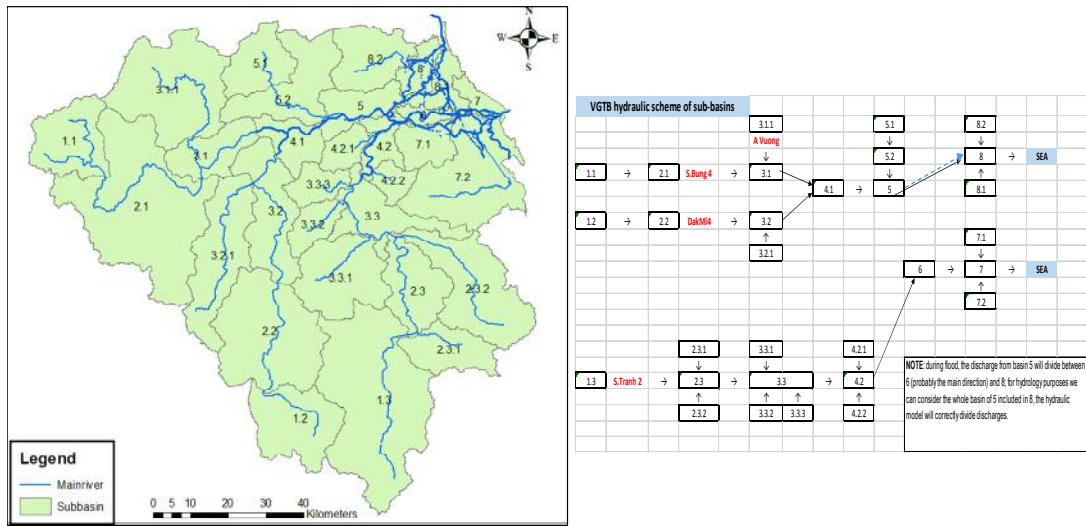 N
W E
S
8.2
5.1
8
3.1.1
8.1
5.2
5
7
6
1.1
4.1
4.2.1
4.2
7.1
3.1
4.2.2
7.2
3.3.3
2.1
3.2
3.3
3.3.2
3.2.1
3.3.1
2.3
2.3.2
2.2
2.3.1
1.3
1.2
Legend
Mainriver
Subbasin
0 5 10 20 30 40
Kilometers
VGTB hydraulic scheme of sub-basins
3.1.1 5.1 8.2
A Vuong ↓ ↓ ↓
↓ 5.2 8 → SEA
1.1 → 2.1 S.Bung 4 → 3.1 ↓ ↑
4.1 → 5 8.1
1.2 → 2.2 DakMi4 → 3.2
↑ 7.1
3.2.1 ↓
6 → 7 → SEA
↑
7.2
2.3.1 3.3.1 4.2.1
↓ ↓ ↓
1.3 S.Tranh 2 → 2.3 → 3.3 → 4.2
↑ ↑ ↑ ↑
2.3.2 3.3.2 3.3.3 4.2.2
NOTE: during flood, the discharge from basin 5 will divide between
6 (probably the main direction) and 8; for hydrology purposes we
can consider the whole basin of 5 included in 8, the hydraulic
model will correctly divide discharges.